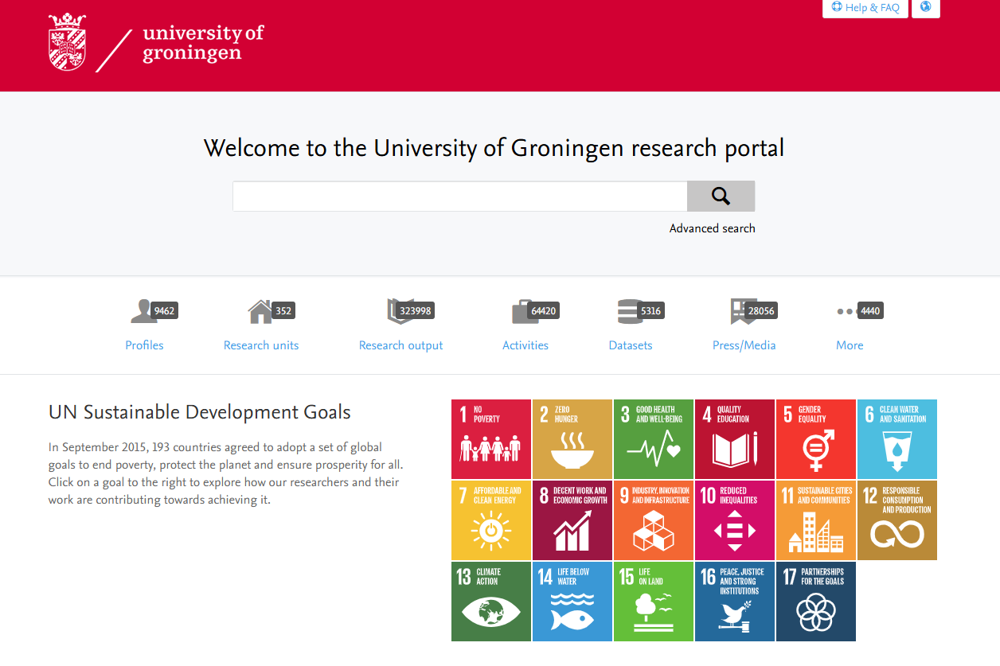 Help & FAQ
university of
groningen
Welcome to the University of Groningen research portal
Advanced search
9462
352
323998
64420
5316
28056
4440
Profiles
Research units
Research output
Activities
Datasets
Press/Media
More
UN Sustainable Development Goals
In September 2015, 193 countries agreed to adopt a set of global
goals to end poverty, protect the planet and ensure prosperity for all.
Click on a goal to the right to explore how our researchers and their
work are contributing towards achieving it.
1 NO
POVERTY
2 ZERO
HUNGER
3 GOOD HEALTH
AND WELL-BEING
4 QUALITY
EDUCATION
5 GENDER
EQUALITY
6 CLEAN WATER
AND SANITATION
7 AFFORDABLE AND
CLEAN ENERGY
8 DECENT WORK AND
ECONOMIC GROWTH
9 INDUSTRY, INNOVATION
AND INFRASTRUCTURE
10 REDUCED
INEQUALITIES
11 SUSTAINABLE CITIES
AND COMMUNITIES
12 RESPONSIBLE
CONSUMPTION
AND PRODUCTION
13 CLIMATE
ACTION
14 LIFE BELOW
WATER
15 LIFE
ON LAND
16 PEACE, JUSTICE
AND STRONG
INSTITUTIONS
17 PARTNERSHIPS
FOR THE GOALS